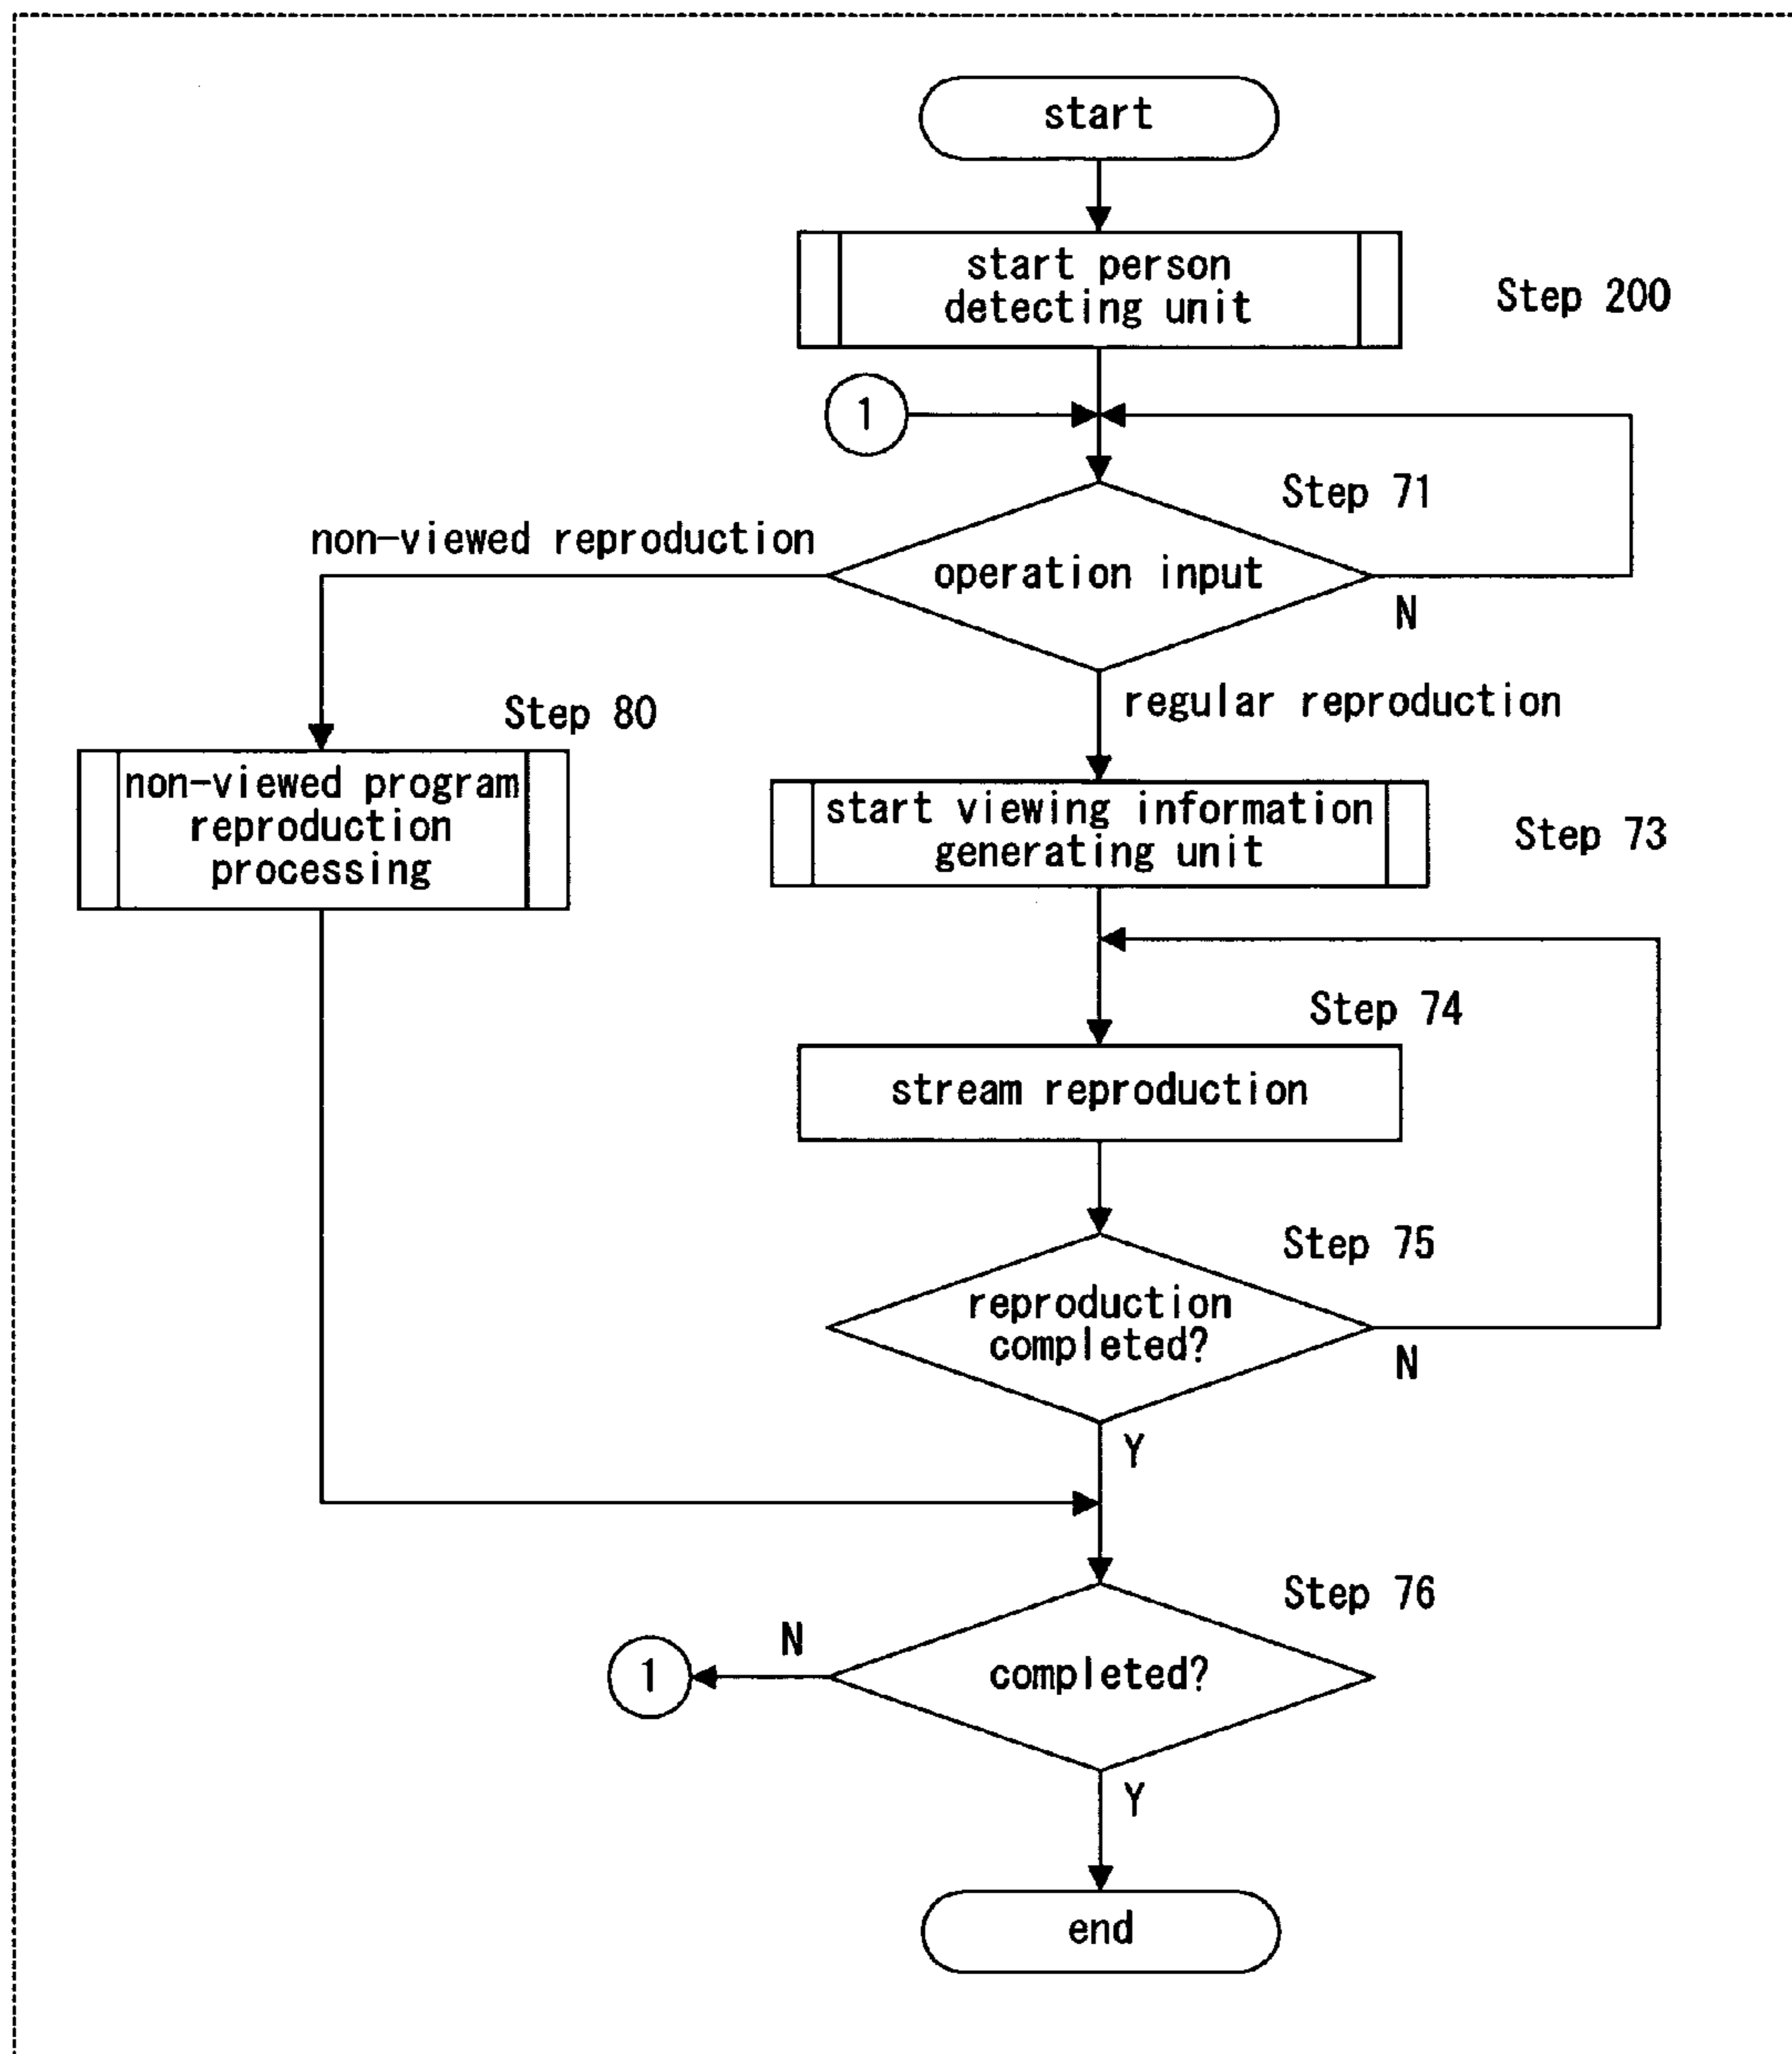 start
start person
detecting unit
Step 200
1
Step 71
non-viewed reproduction
operation input
N
regular reproduction
Step 80
non-viewed program
reproduction
processing
start viewing information
generating unit
Step 73
Step 74
stream reproduction
Step 75
reproduction
completed?
N
Y
Step 76
N
1
completed?
Y
end